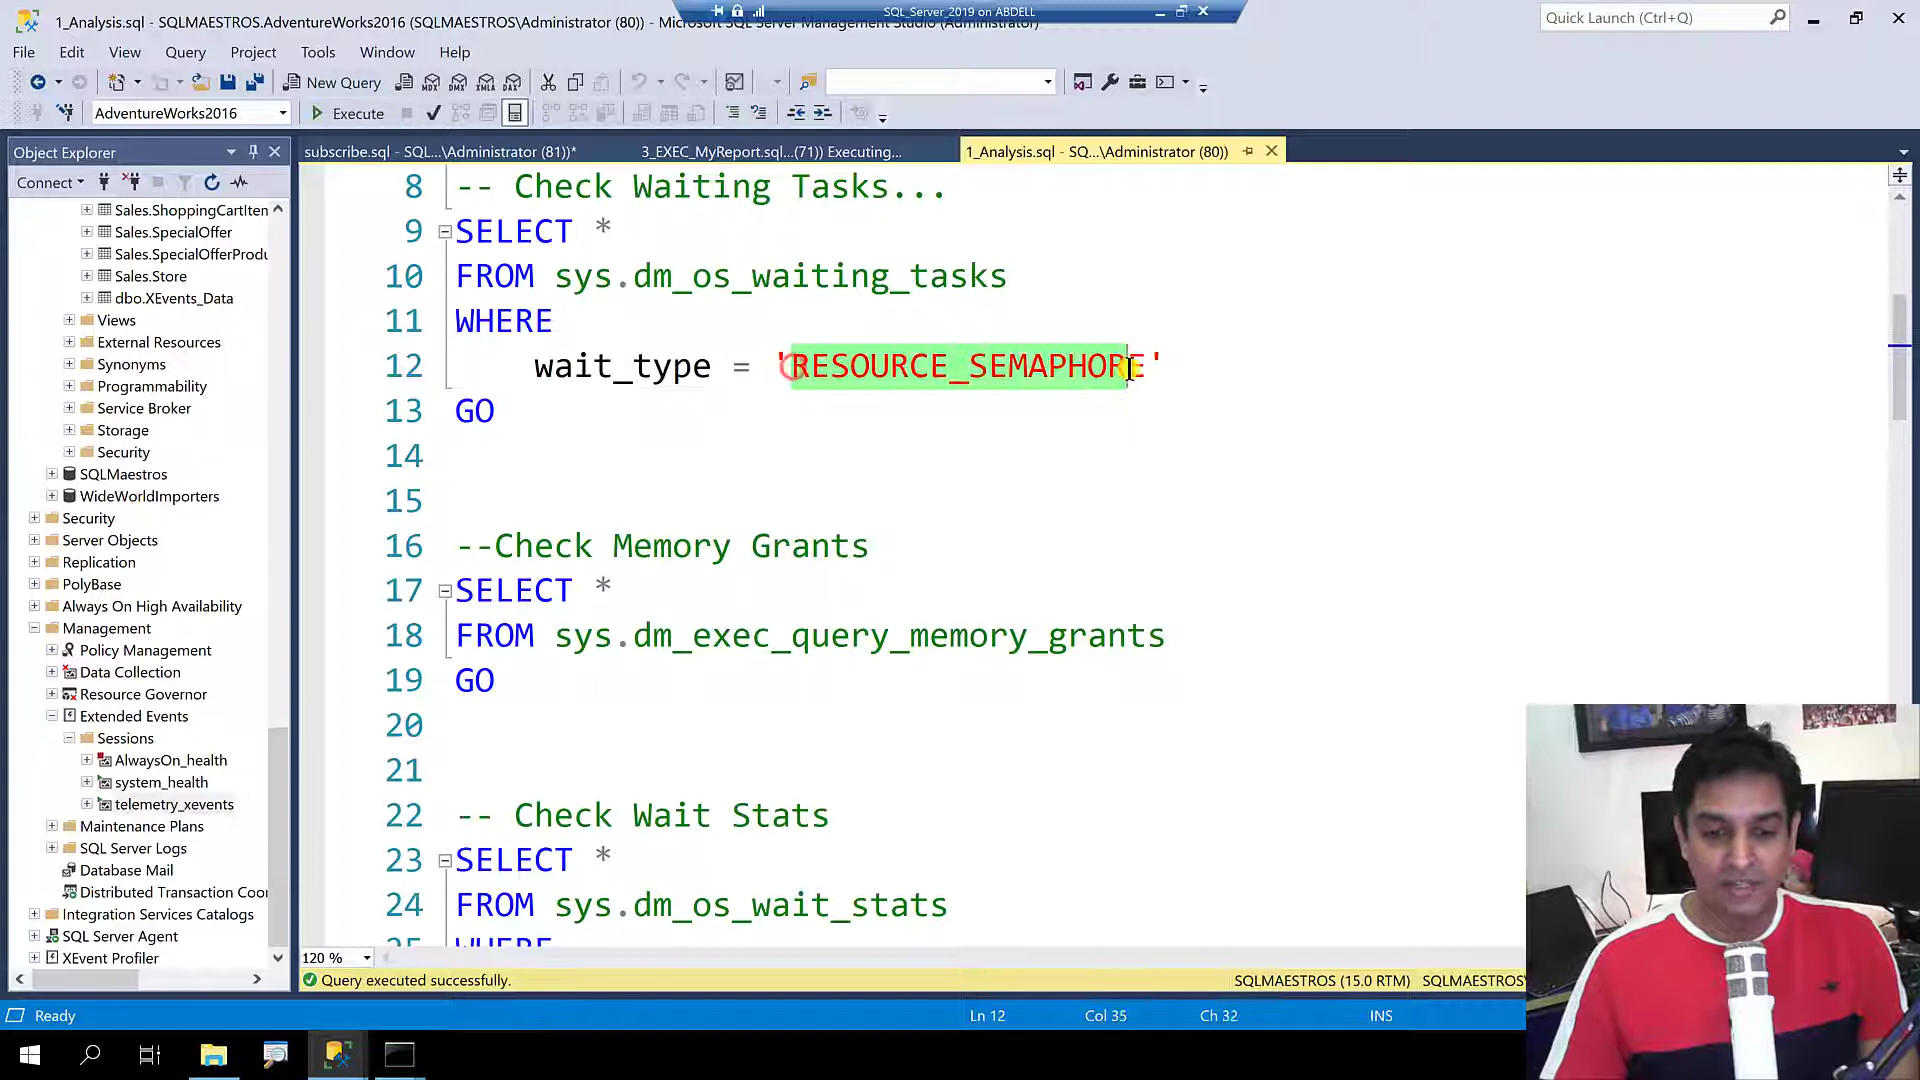 1_Analysis.sql - SQLMAESTROS.AdventureWorks2016 (SQLMAESTROS\Administrator (80)) - Microsoft SQL Server Management Studio (Administrator)
SQL_Server_2019 on ABDELL
Quick Launch (Ctrl+Q)
File Edit View Query Project Tools Window Help
New Query
MDX DMX XMLA DAX
AdventureWorks2016
Execute
Object Explorer
subscribe.sql - SQL...\Administrator (81))*
3_EXEC_MyReport.sql...(71)) Executing...
1_Analysis.sql - SQ...\Administrator (80))
Connect
Sales.ShoppingCartIten
Sales.SpecialOffer
Sales.SpecialOfferProdu
Sales.Store
dbo.XEvents_Data
Views
External Resources
Synonyms
Programmability
Service Broker
Storage
Security
SQLMaestros
WideWorldImporters
Security
Server Objects
Replication
PolyBase
Always On High Availability
Management
Policy Management
Data Collection
Resource Governor
Extended Events
Sessions
AlwaysOn_health
system_health
telemetry_xevents
Maintenance Plans
SQL Server Logs
Database Mail
Distributed Transaction Coor
Integration Services Catalogs
SQL Server Agent
XEvent Profiler
8 -- Check Waiting Tasks...
9 SELECT *
10 FROM sys.dm_os_waiting_tasks
11 WHERE
12 wait_type = 'RESOURCE_SEMAPHORE'
13 GO
14
15
16 --Check Memory Grants
17 SELECT *
18 FROM sys.dm_exec_query_memory_grants
19 GO
20
21
22 -- Check Wait Stats
23 SELECT *
24 FROM sys.dm_os_wait_stats
25 WHERE
120 %
Query executed successfully.
SQLMAESTROS (15.0 RTM)
SQLMAESTROS\
Ready
Ln 12
Col 35
Ch 32
INS